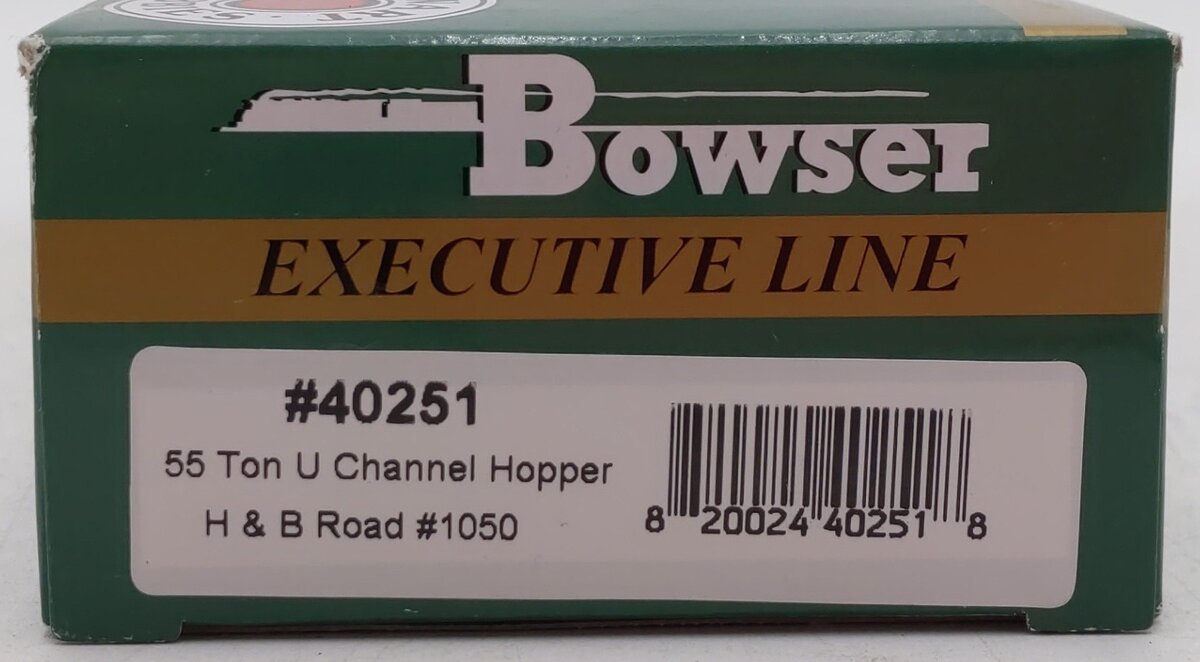 Bowser
EXECUTIVE LINE
#40251
55 Ton U Channel Hopper
H & B Road #1050
8 20024 40251 8